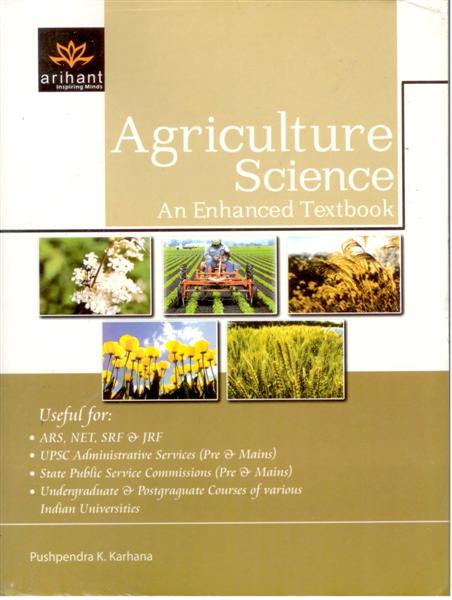 arihant
Inspiring Minds
Agriculture
Science
An Enhanced Textbook
Useful for:
• ARS, NET, SRF & JRF
• UPSC Administrative Services (Pre & Mains)
• State Public Service Commissions (Pre & Mains)
• Undergraduate & Postgraguate Courses of various
Indian Universities
Pushpendra K. Karhana